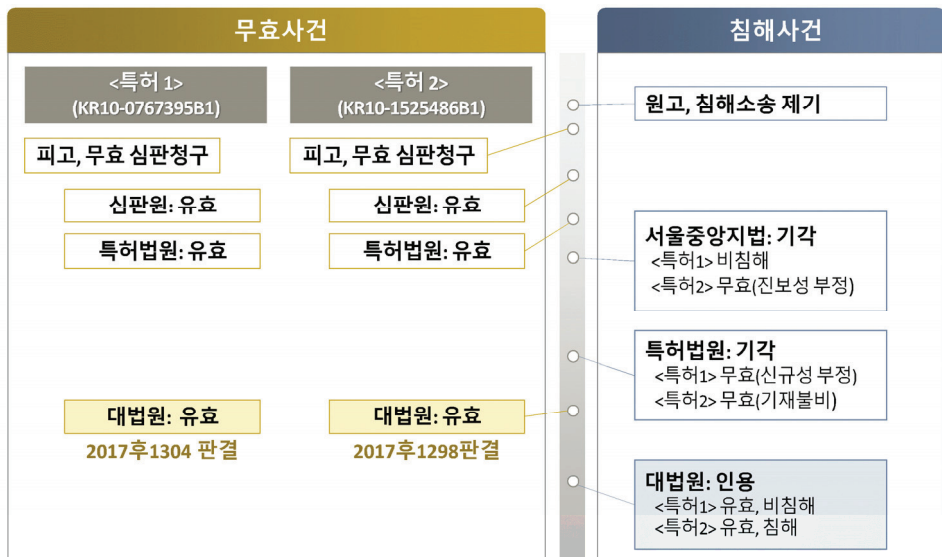 무효사건
<특허 1>
(KR10-0767395B1)
<특허 2>
(KR10-1525486B1)
피고, 무효 심판청구
피고, 무효 심판청구
신판원: 유효
신판원: 유효
특허법원: 유효
특허법원: 유효
대법원: 유효
2017후1304 판결
대법원: 유효
2017후1298판결
침해사건
원고, 침해소송 제기
서울중앙지법: 기각
<특허1> 비침해
<특허2> 무효(진보성 부정)
특허법원: 기각
<특허1> 무효(신규성 부정)
<특허2> 무효(기재불비)
대법원: 인용
<특허1> 유효, 비침해
<특허2> 유효, 침해